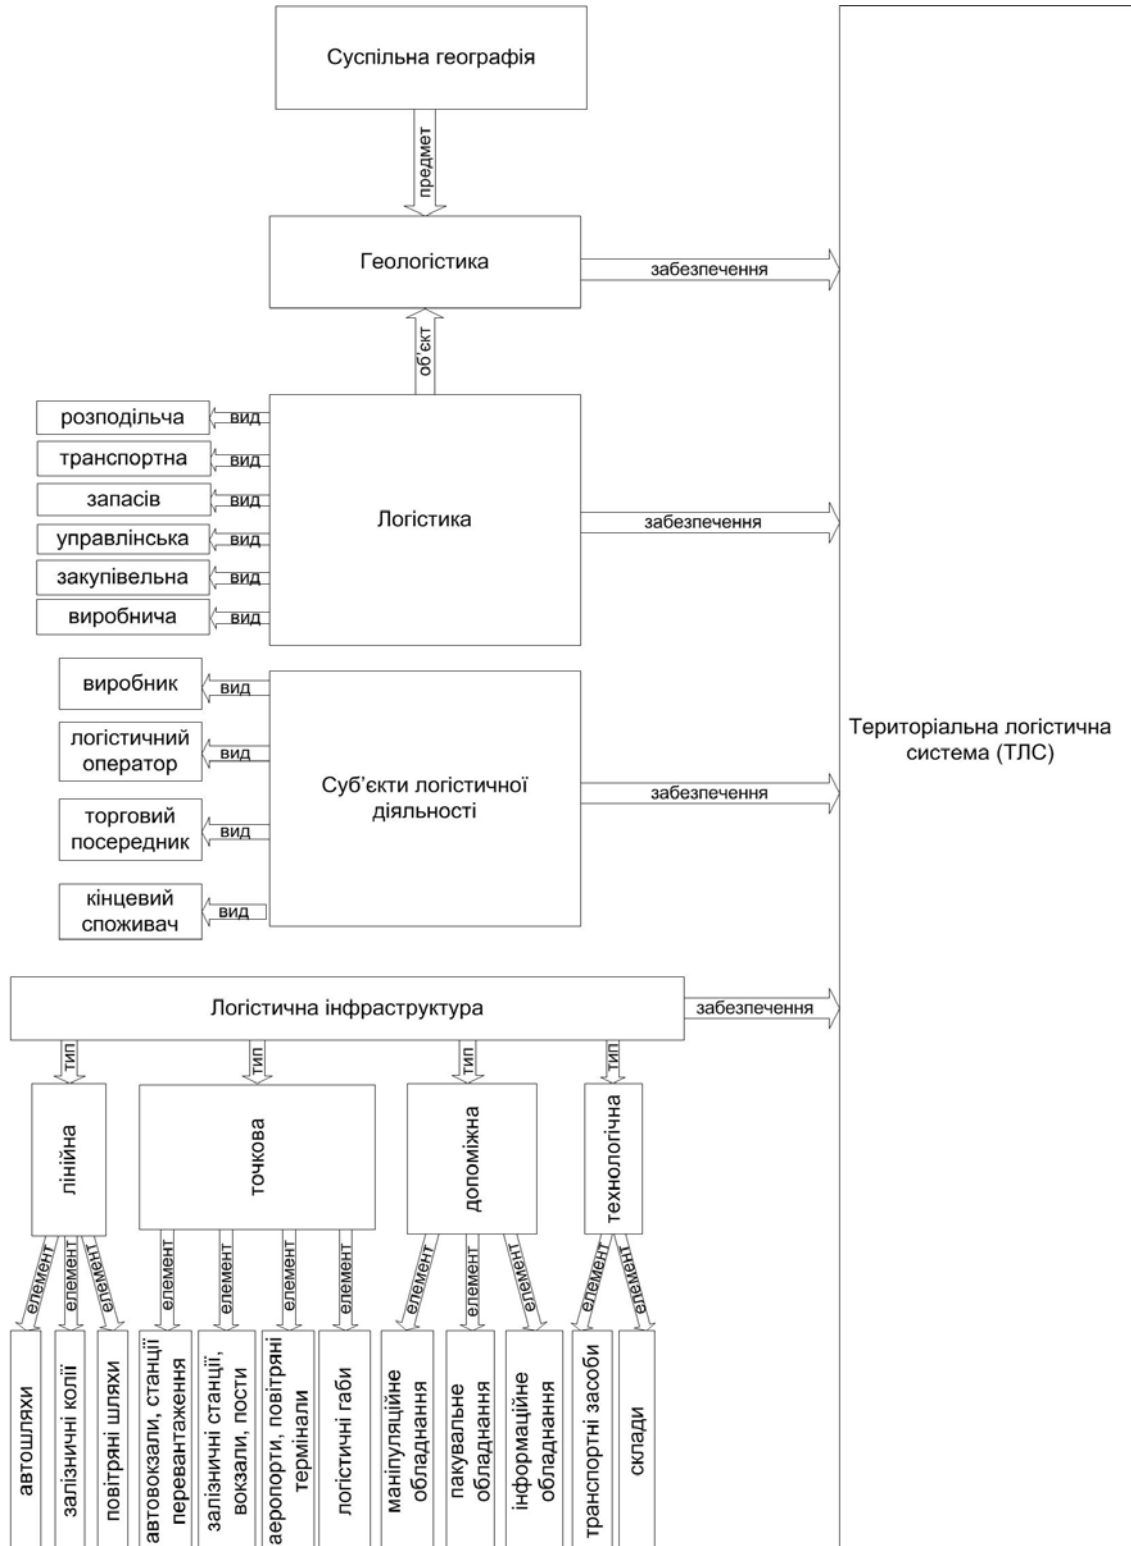 Суспільна географія
предмет
Геологістика
забезпечення
об'єкт
розподільча
вид
транспортна
вид
запасів
вид
управлінська
вид
закупівельна
вид
виробнича
вид
Логістика
забезпечення
виробник
вид
логістичний
оператор
вид
торговий
посередник
вид
кінцевий
споживач
вид
Суб'єкти логістичної
діяльності
забезпечення
Територіальна логістична
система (ТЛС)
Логістична інфраструктура
забезпечення
тип
тип
тип
тип
лінійна
точкова
допоміжна
технологічна
елемент
елемент
елемент
елемент
елемент
елемент
елемент
елемент
елемент
елемент
елемент
елемент
автошляхи
залізничні колії
повітряні шляхи
автовокзали, станції
перевантаження
залізничні станції,
вокзали, пости
аеропорти, повітряні
термінали
логістичні габи
маніпуляційне
обладнання
пакувальне
обладнання
інформаційне
обладнання
транспортні засоби
склади